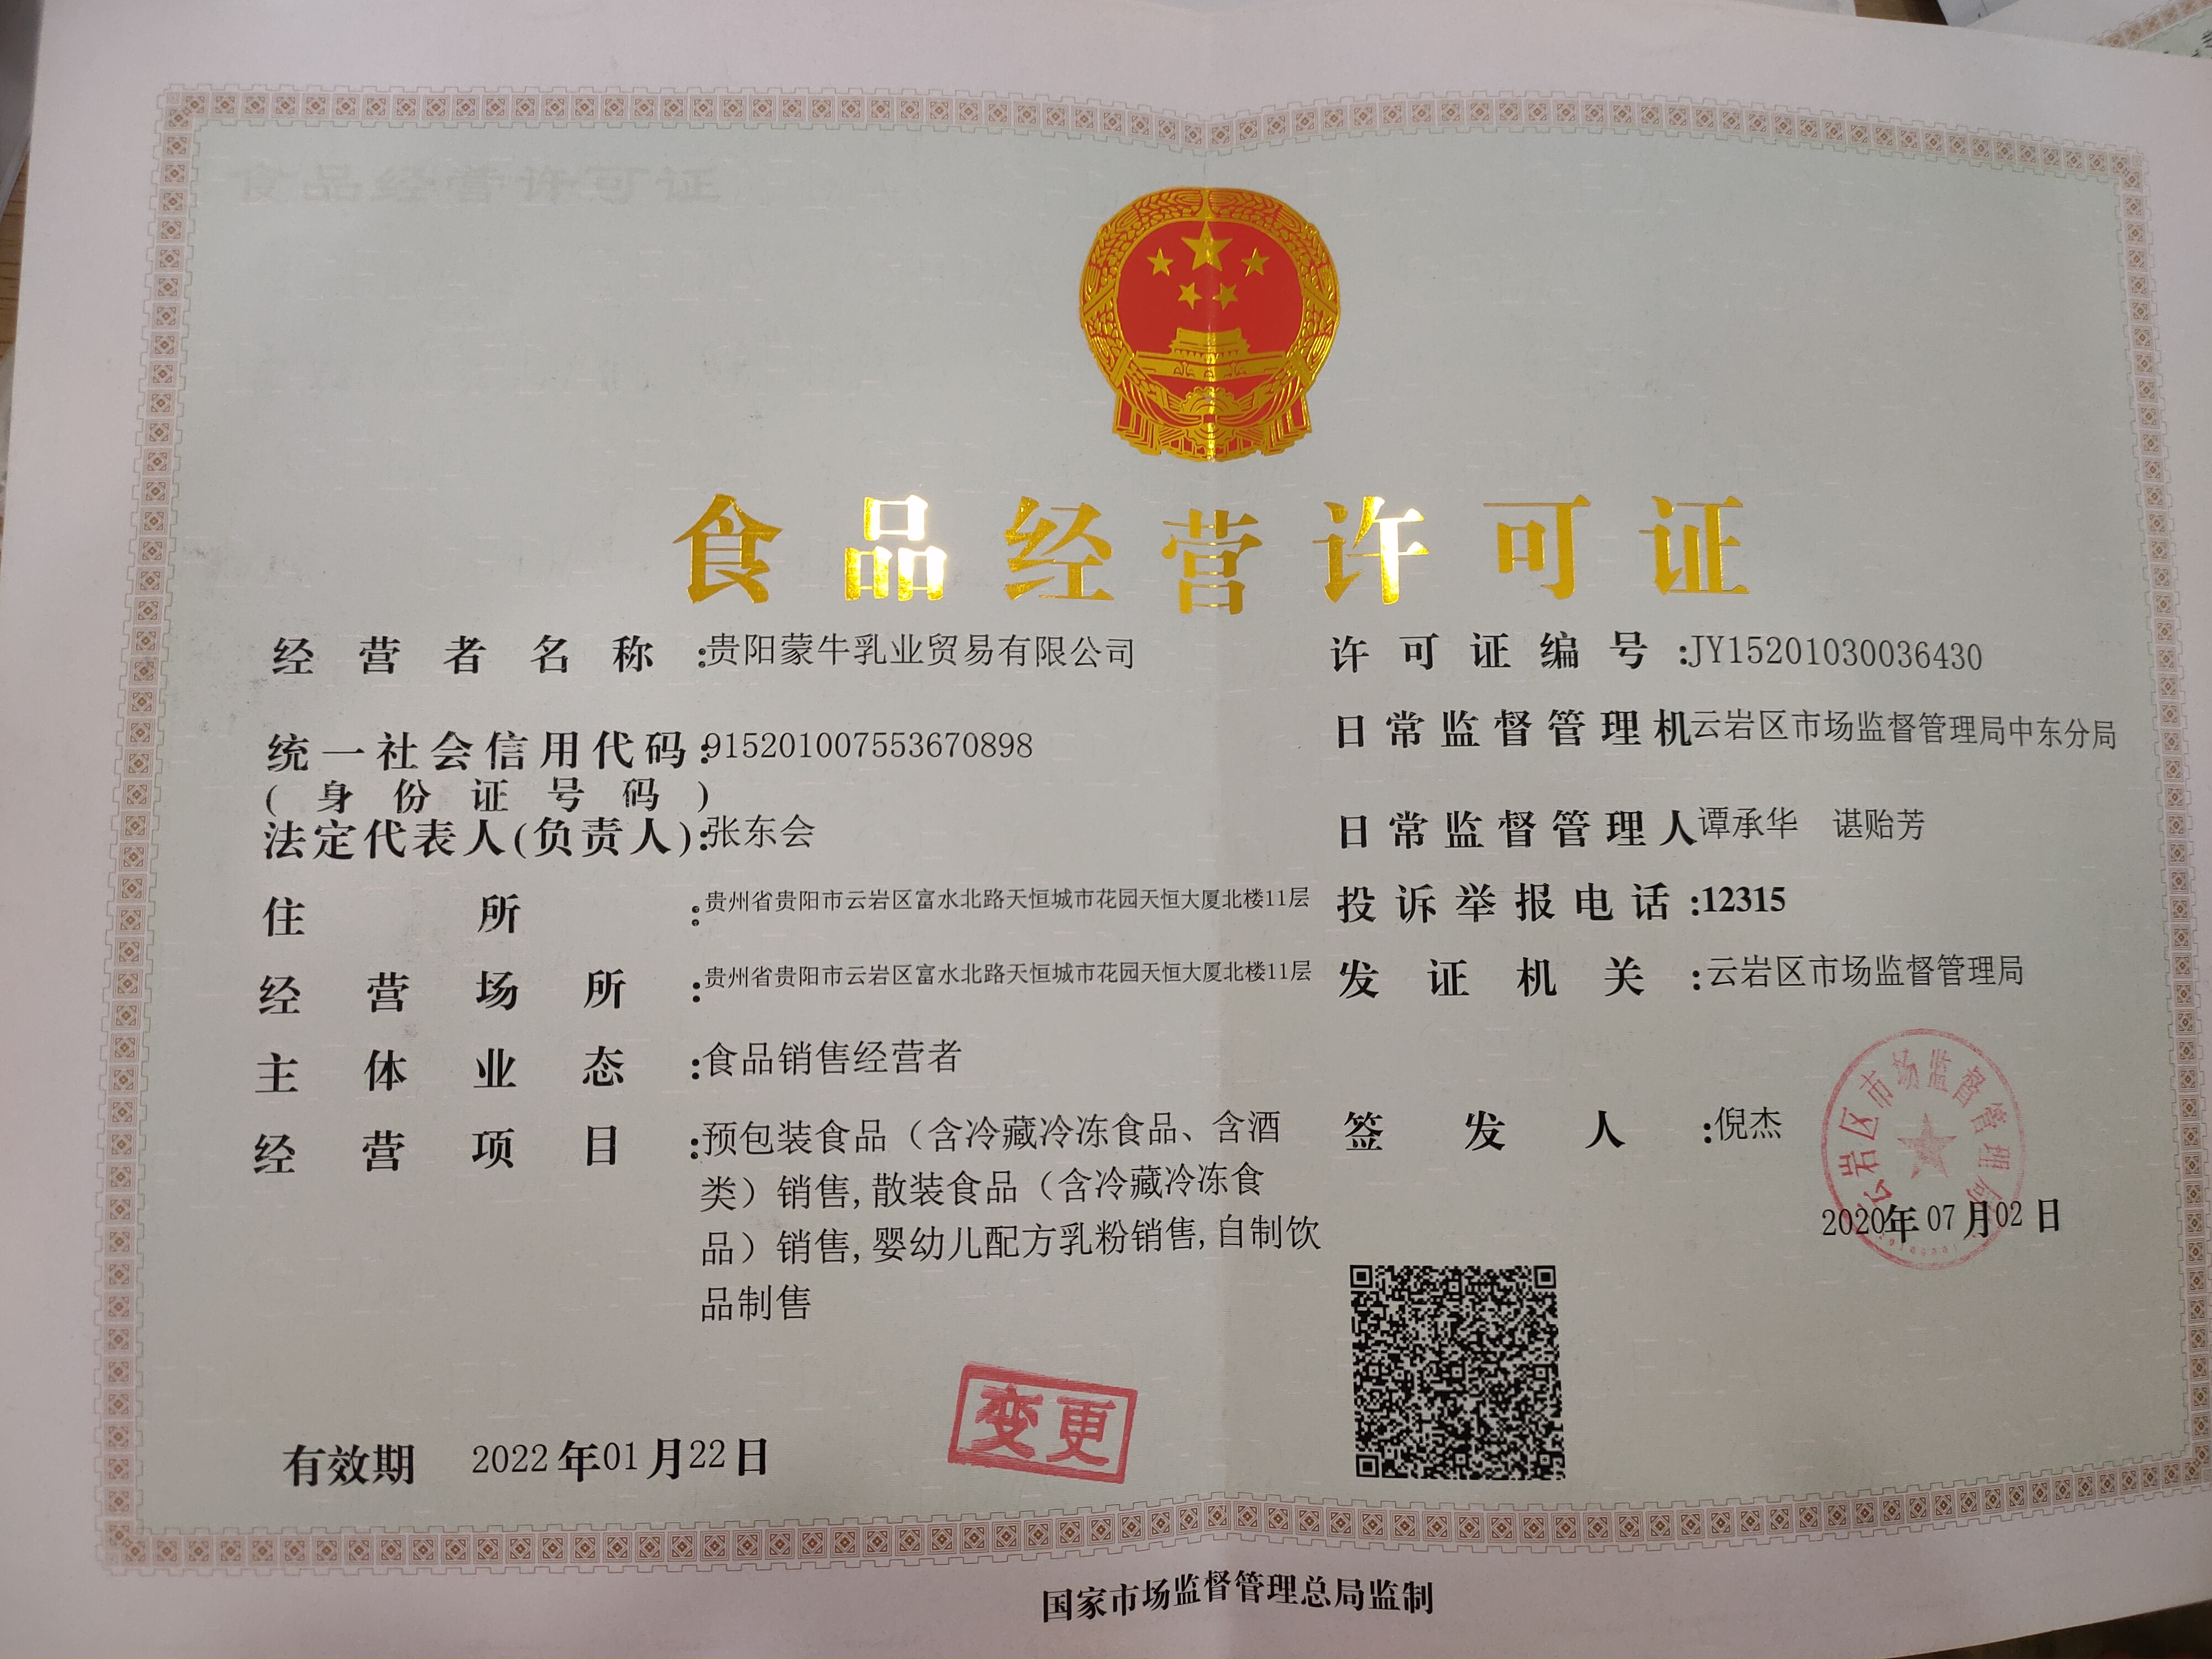 食品经营许可证
食品经营许可证
经营者名称:贵阳蒙牛乳业贸易有限公司
统一社会信用代码:915201007553670898
(身份证号码)
法定代表人(负责人):张东会
住所:贵州省贵阳市云岩区富水北路天恒城市花园天恒大厦北楼11层
经营场所:贵州省贵阳市云岩区富水北路天恒城市花园天恒大厦北楼11层
主体业态:食品销售经营者
经营项目:预包装食品（含冷藏冷冻食品、含酒
类）销售,散装食品（含冷藏冷冻食
品）销售,婴幼儿配方乳粉销售,自制饮
品制售
有效期 2022年01月22日
变更
许可证编号:JY15201030036430
日常监督管理机云岩区市场监督管理局中东分局
日常监督管理人谭承华 谌贻芳
投诉举报电话:12315
发证机关:云岩区市场监督管理局
签发人:倪杰
云岩区市场监督管理局
2020年07月02日
国家市场监督管理总局监制